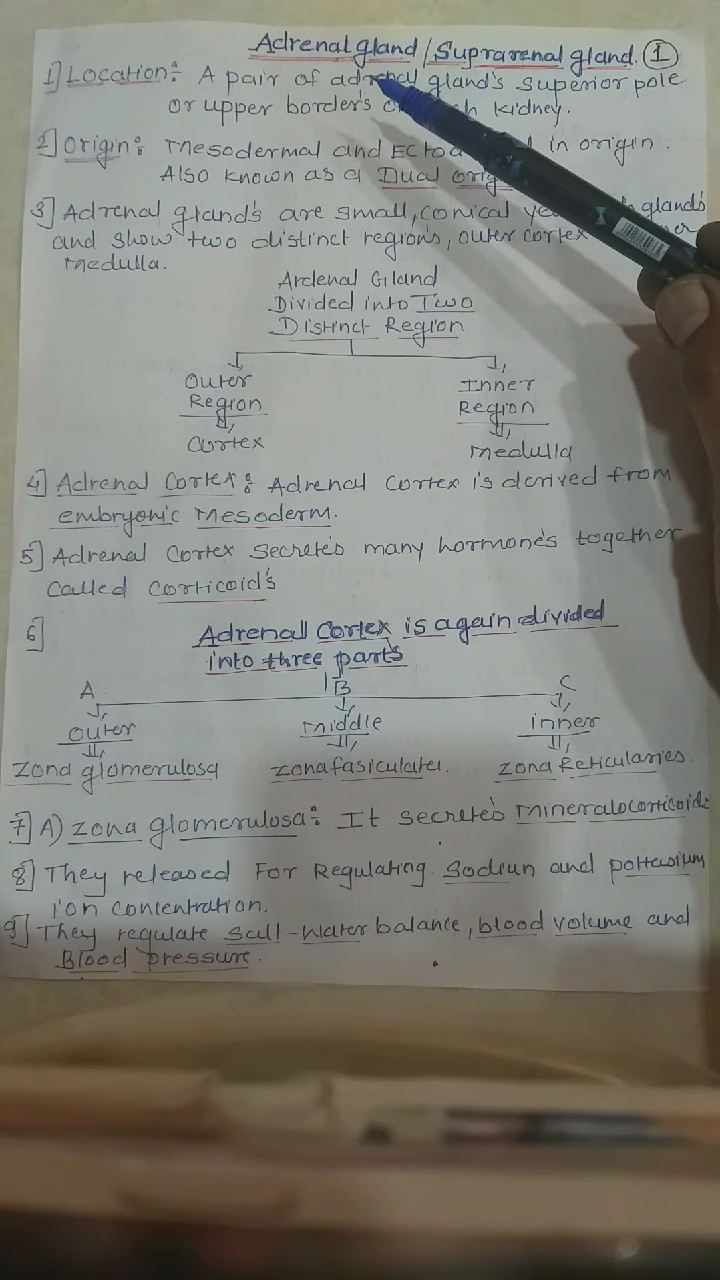 Adrenal gland / Suprarenal gland. 1
1] Location: A pair of adrenal gland's superior pole
or upper border's kidney.
2] Origin: Mesodermal and in origin.
Also known as a Dual
3] Adrenal gland's are small, conical gland's
and show two distinct region's, outer cortex
medulla.
Ardenal Gland
Divided into Two
Distinct Region
Outer Inner
Region Region
Cortex Medulla
4] Adrenal Cortex: Adrenal Cortex is derived from
embryonic Mesoderm.
5] Adrenal Cortex Secrete's many hormone's together
Called Corticoid's
6] Adrenal Cortex is again divided
into three part's
A B C
Outer Middle inner
Zona glomerulosa Zona fasiculates. Zona Reticularies.
7] A) Zona glomerulosa: It secrete's Mineralocorticoids
8] They released For Regulating Sodiun and pottasium
ion concentration.
9] They regulate Salt-Water balance, blood volume and
Blood pressure.